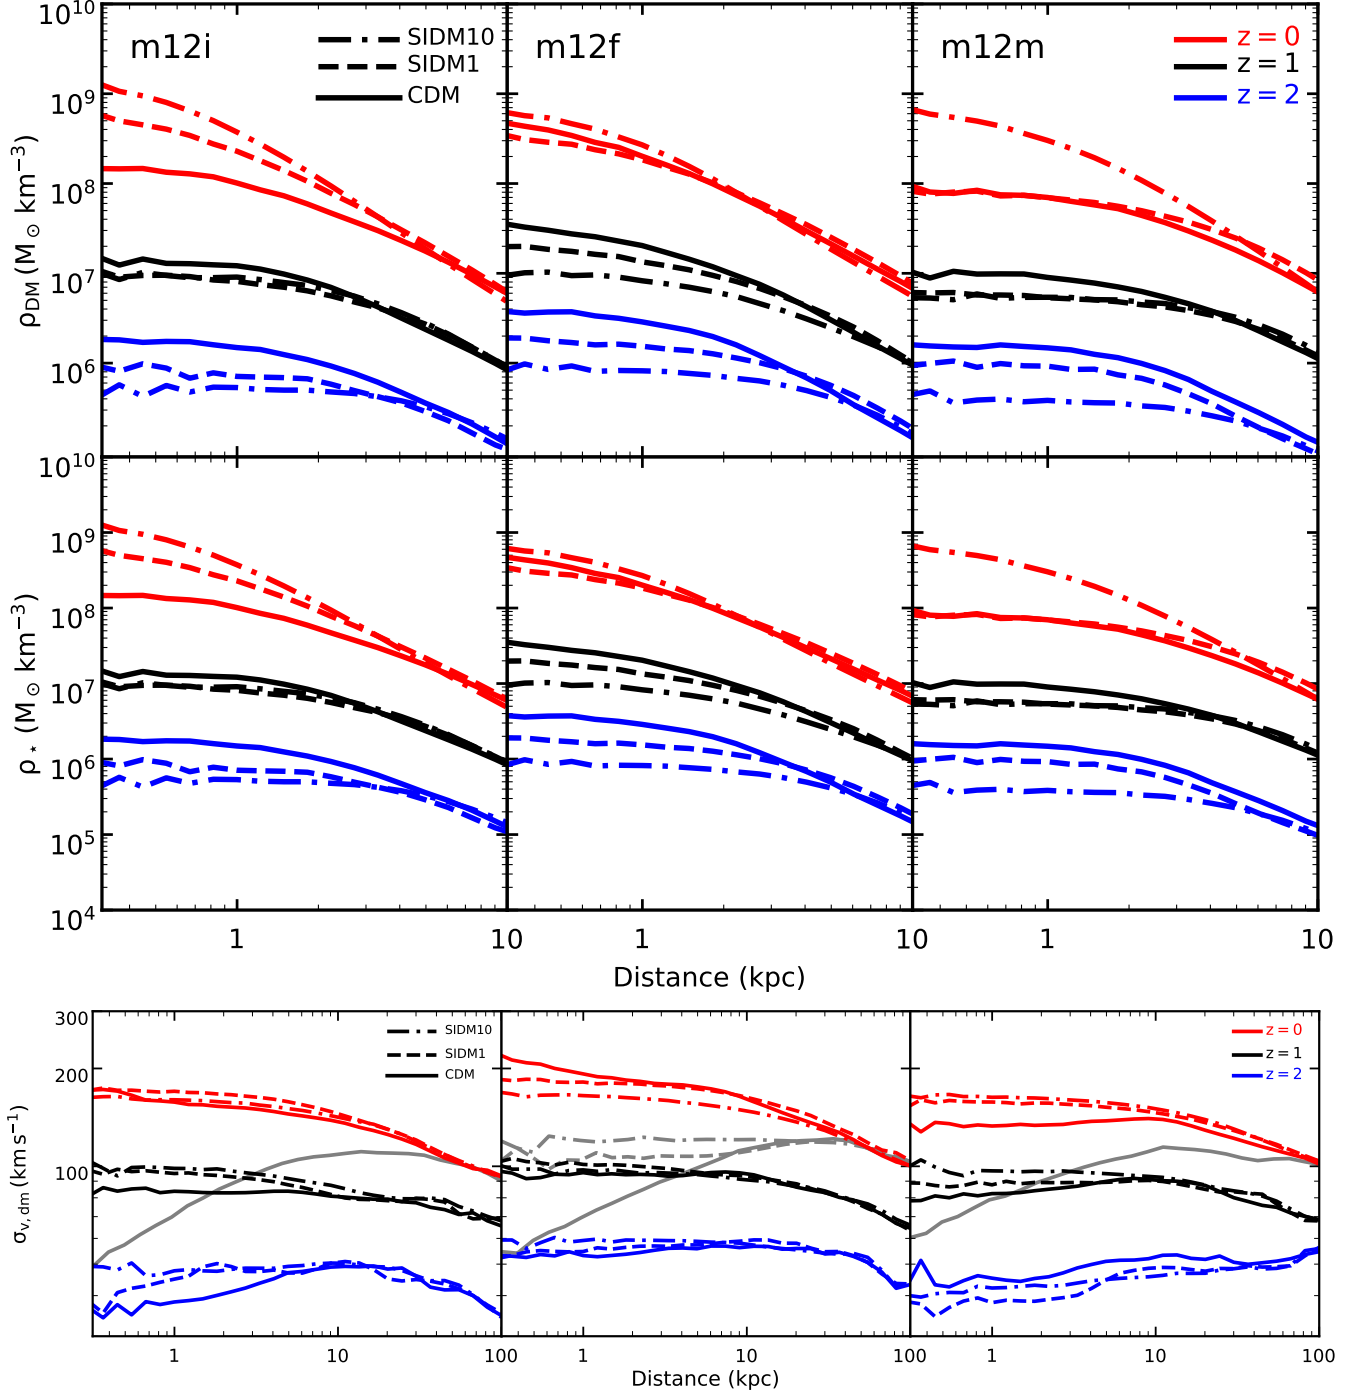 10^10
m12i
SIDM10
SIDM1
CDM
m12f
m12m
z = 0
z = 1
z = 2
10^9
10^8
10^7
10^6
ρ_DM (M_⊙ km^−3)
10^10
10^9
10^8
10^7
10^6
10^5
10^4
ρ_⋆ (M_⊙ km^−3)
1 10 1 10 1 10
Distance (kpc)
300
200
100
σ_v, dm (km s^−1)
SIDM10
SIDM1
CDM
z = 0
z = 1
z = 2
1 10 100 1 10 100 1 10 100
Distance (kpc)